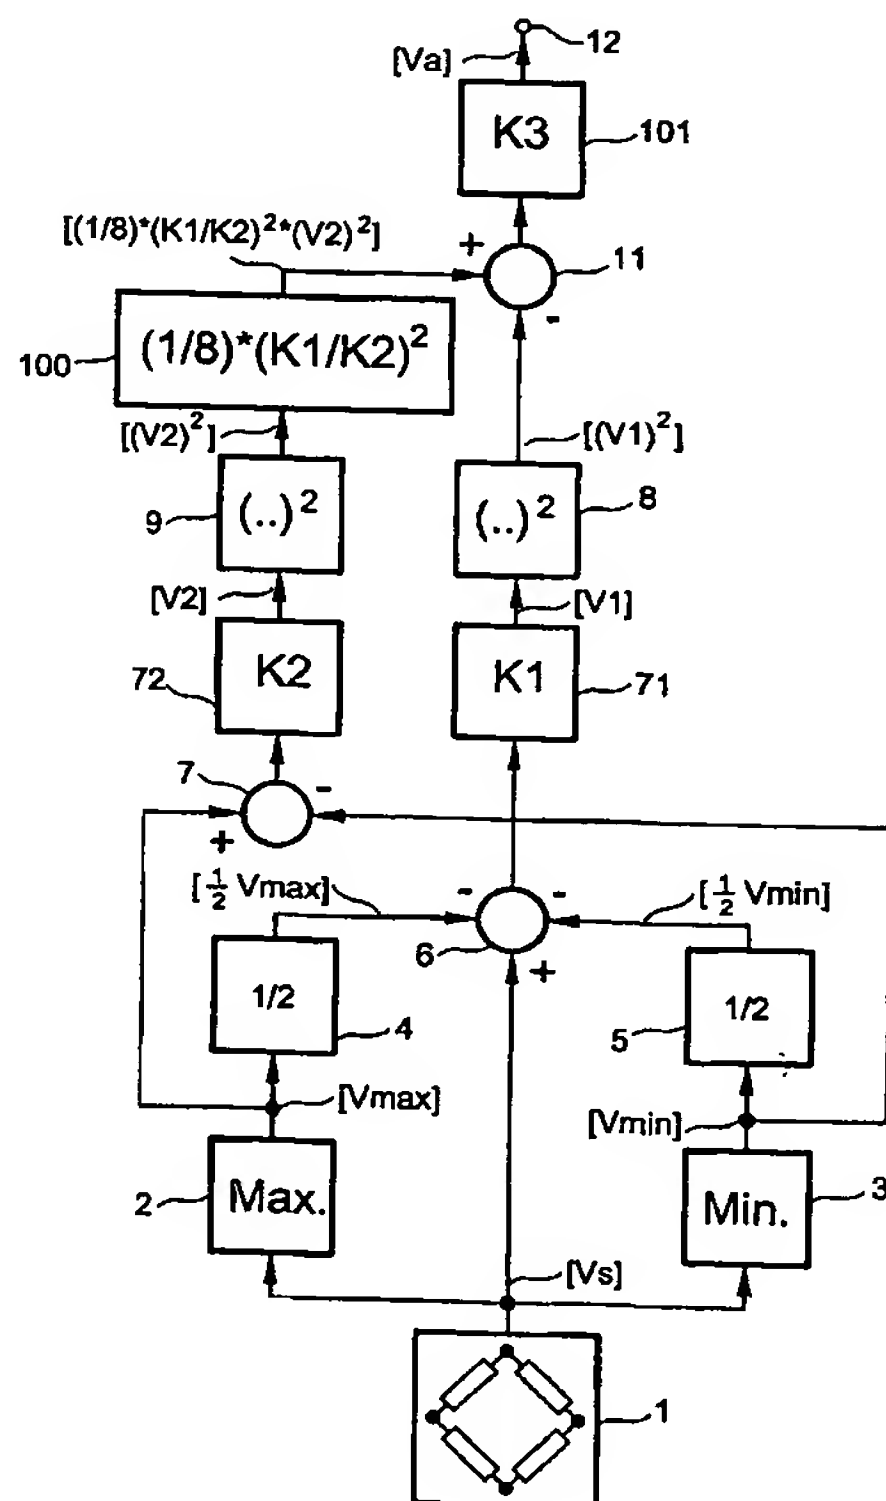 12
[Va]
K3
101
[(1/8)*(K1/K2)²*(V2)²]
+
11
-
(1/8)*(K1/K2)²
100
[(V2)²]
[(V1)²]
9
(..)²
(..)²
8
[V2]
[V1]
72
K2
K1
71
7
-
+
[½ Vmax]
-
-
[½ Vmin]
6
+
1/2
4
5
1/2
[Vmax]
[Vmin]
2
Max.
Min.
3
[Vs]
1